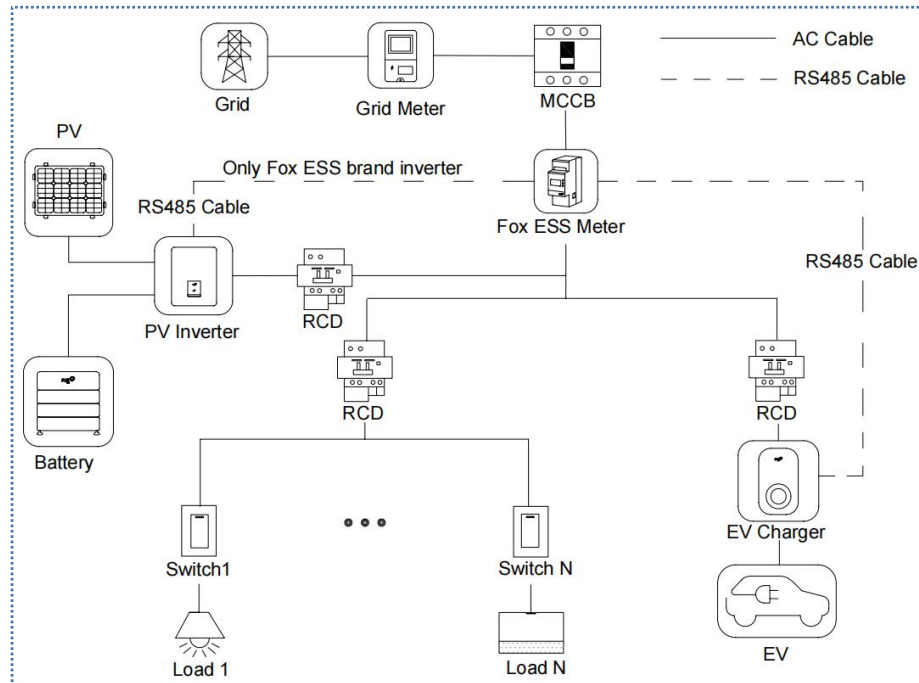 AC Cable
RS485 Cable
Grid
Grid Meter
MCCB
PV
Only Fox ESS brand inverter
RS485 Cable
Fox ESS Meter
RS485 Cable
PV Inverter
RCD
RCD
RCD
Battery
EV Charger
Switch1
Switch N
Load 1
Load N
EV